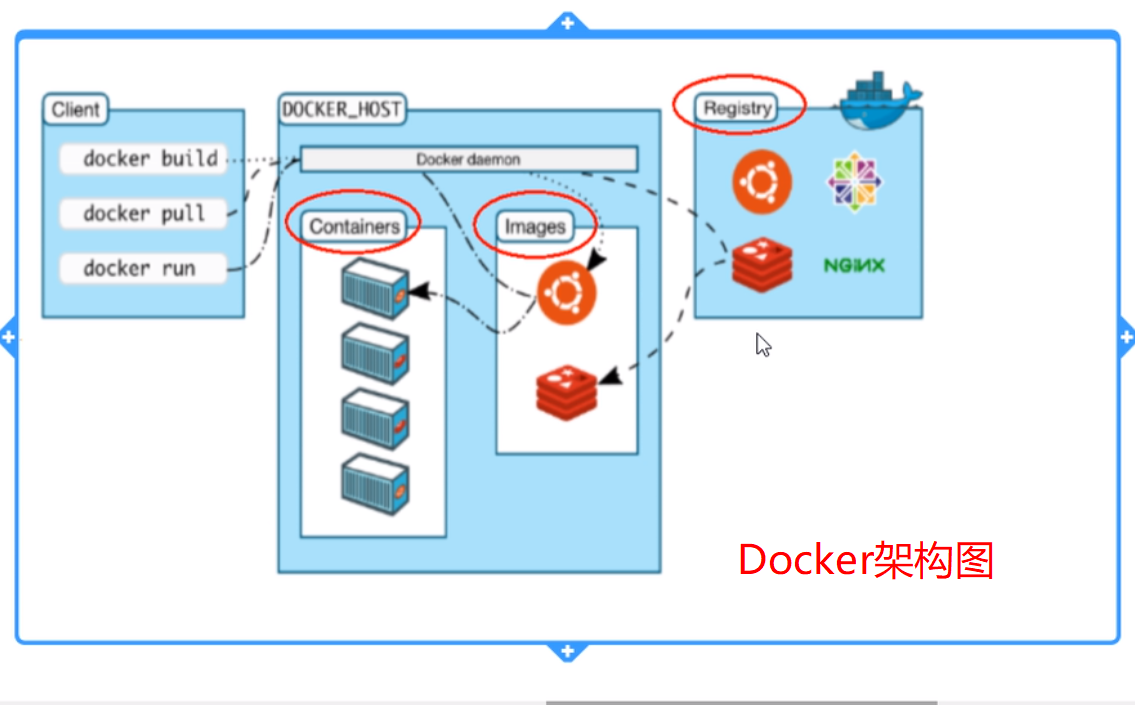 Client
docker build
docker pull
docker run
DOCKER_HOST
Docker daemon
Containers
Images
Registry
NGINX
Docker架构图